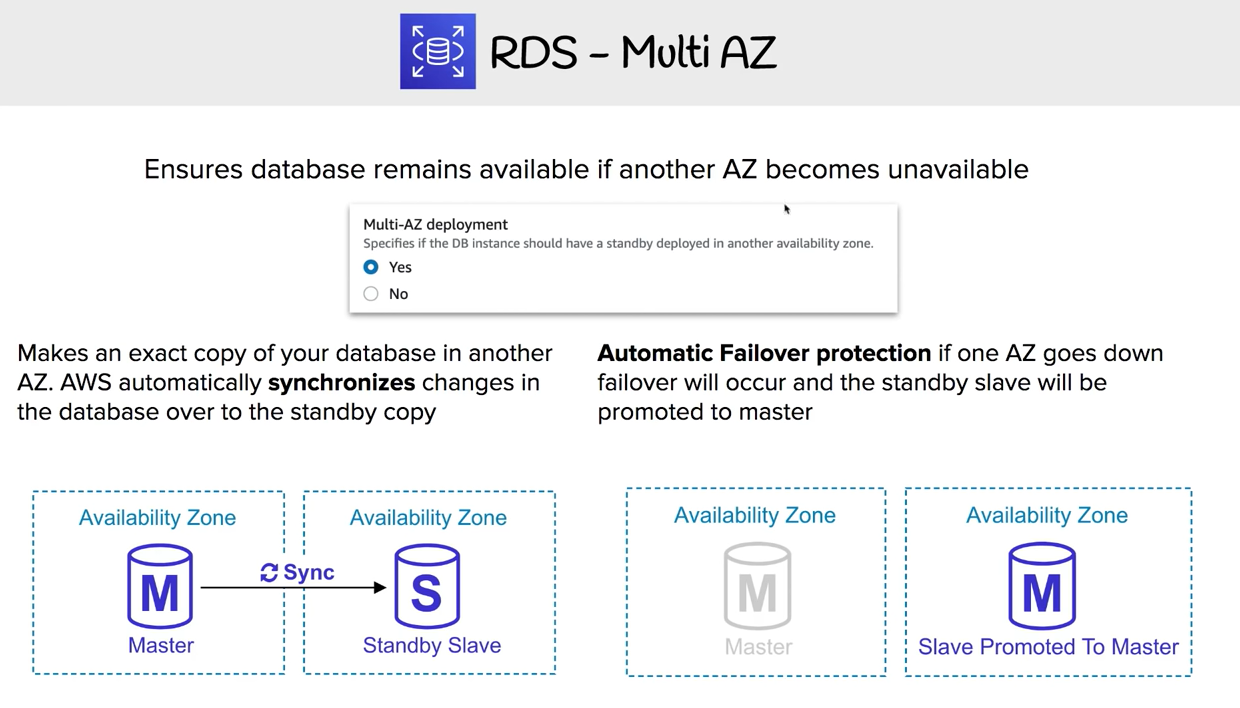 RDS – Multi AZ
Ensures database remains available if another AZ becomes unavailable
Multi-AZ deployment
Specifies if the DB instance should have a standby deployed in another availability zone.
Yes
No
Makes an exact copy of your database in another
AZ. AWS automatically synchronizes changes in
the database over to the standby copy
Automatic Failover protection if one AZ goes down
failover will occur and the standby slave will be
promoted to master
Availability Zone
M
Master
Sync
Availability Zone
S
Standby Slave
Availability Zone
M
Master
Availability Zone
M
Slave Promoted To Master